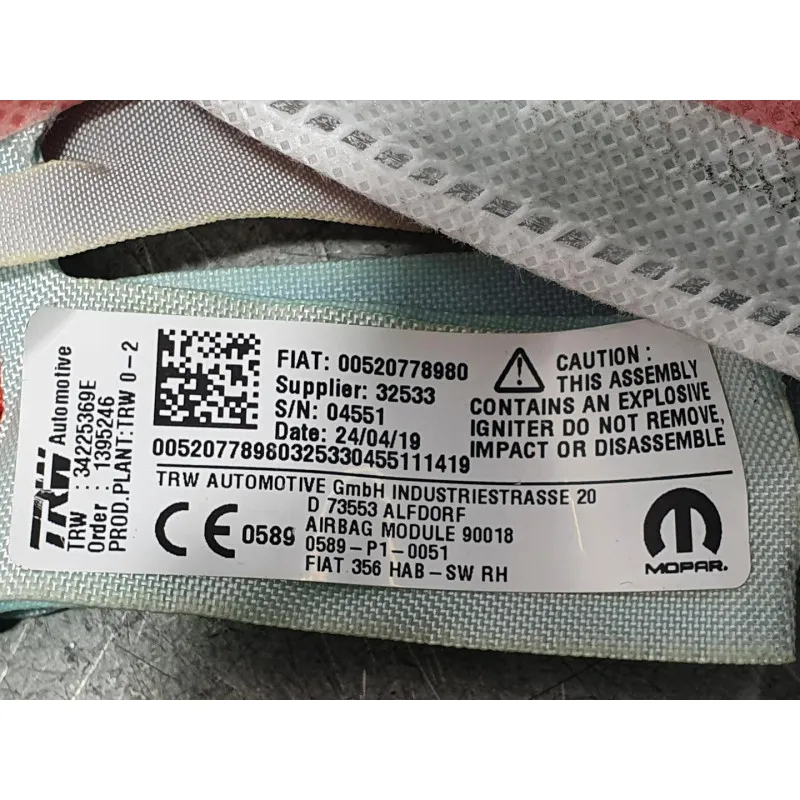 TRW Automotive
TRW : 34225369E
Order : 1395246
PROD.PLANT:TRW 0-2
FIAT: 00520778980
Supplier: 32533
S/N: 04551
Date: 24/04/19
00520778980325330455111419
CAUTION :
THIS ASSEMBLY
CONTAINS AN EXPLOSIVE
IGNITER DO NOT REMOVE,
IMPACT OR DISASSEMBLE
TRW AUTOMOTIVE GmbH INDUSTRIESTRASSE 20
D 73553 ALFDORF
AIRBAG MODULE 90018
0589-P1-0051
FIAT 356 HAB-SW RH
CE 0589
MOPAR.